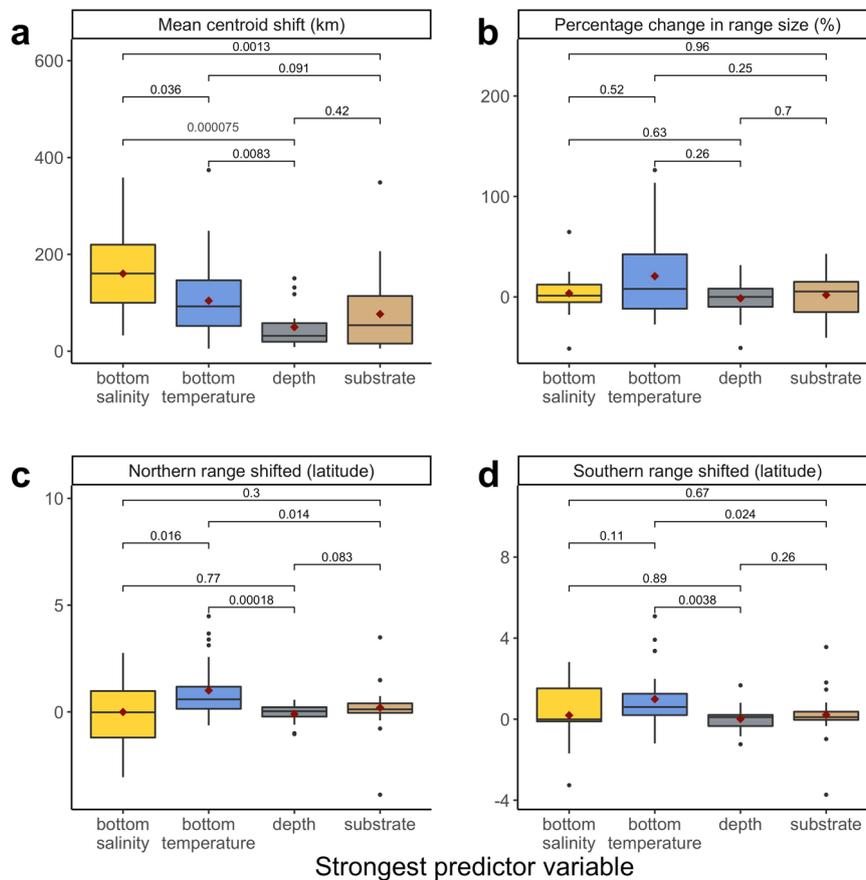 a
Mean centroid shift (km)
600
400
200
0
0.0013
0.091
0.036
0.42
0.000075
0.0083
bottom salinity
bottom temperature
depth
substrate
b
Percentage change in range size (%)
200
100
0
0.96
0.25
0.52
0.7
0.63
0.26
bottom salinity
bottom temperature
depth
substrate
c
Northern range shifted (latitude)
10
5
0
0.3
0.014
0.016
0.083
0.77
0.00018
bottom salinity
bottom temperature
depth
substrate
d
Southern range shifted (latitude)
8
4
0
-4
0.67
0.024
0.11
0.26
0.89
0.0038
bottom salinity
bottom temperature
depth
substrate
Strongest predictor variable